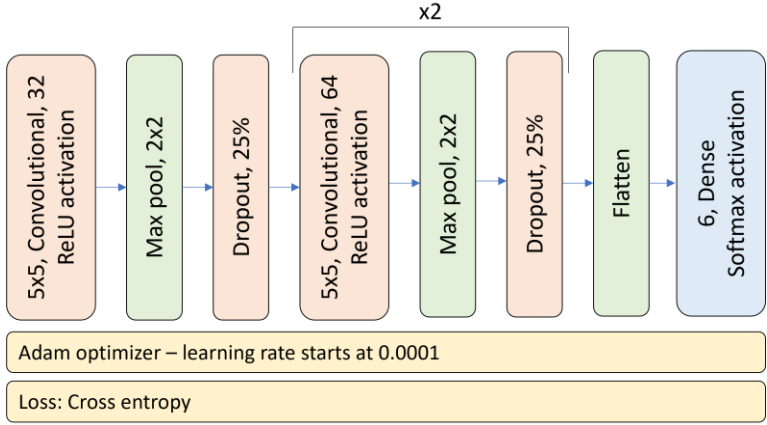 x2
5x5, Convolutional, 32
ReLU activation
Max pool, 2x2
Dropout, 25%
5x5, Convolutional, 64
ReLU activation
Max pool, 2x2
Dropout, 25%
Flatten
6, Dense
Softmax activation
Adam optimizer – learning rate starts at 0.0001
Loss: Cross entropy